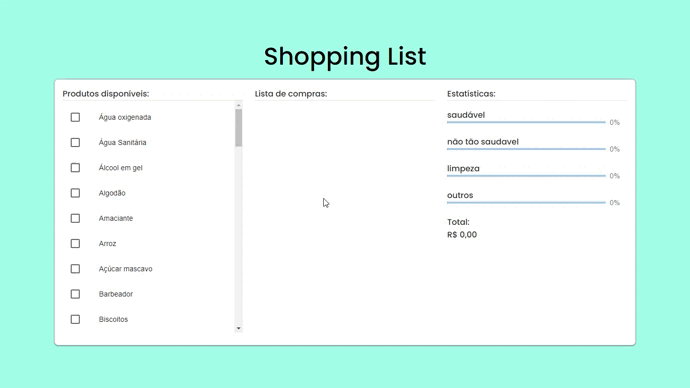 Shopping List
Produtos disponíveis:
Água oxigenada
Água Sanitária
Álcool em gel
Algodão
Amaciante
Arroz
Açúcar mascavo
Barbeador
Biscoitos
Lista de compras:
Estatísticas:
saudável
0%
não tão saudavel
0%
limpeza
0%
outros
0%
Total:
R$ 0,00